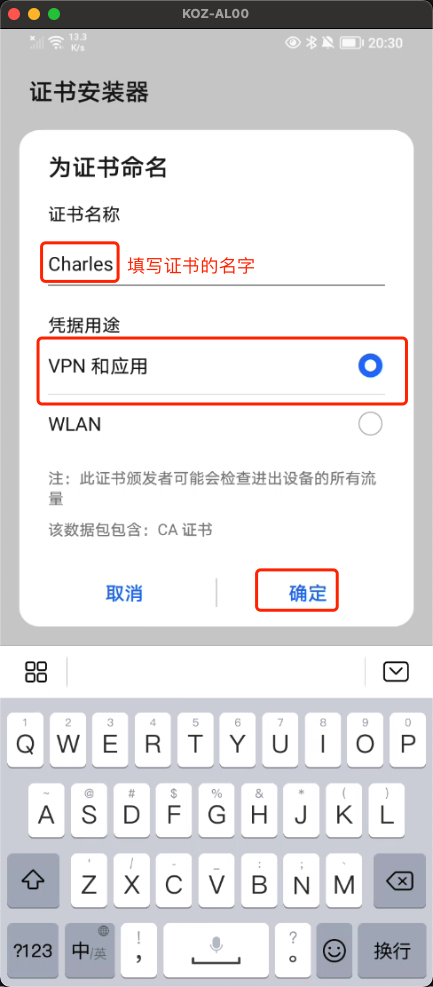 KOZ-AL00
13.3
K/s
20:30
证书安装器
为证书命名
证书名称
Charles
填写证书的名字
凭据用途
VPN 和应用
WLAN
注：此证书颁发者可能会检查进出设备的所有流
量
该数据包包含：CA 证书
取消
确定
1 2 3 4 5 6 7 8 9 0
Q W E R T Y U I O P
~ @ # $ % & * ( )
A S D F G H J K L
' / - _ : ; 、
Z X C V B N M
! ?
?123 中/英 , 。 换行